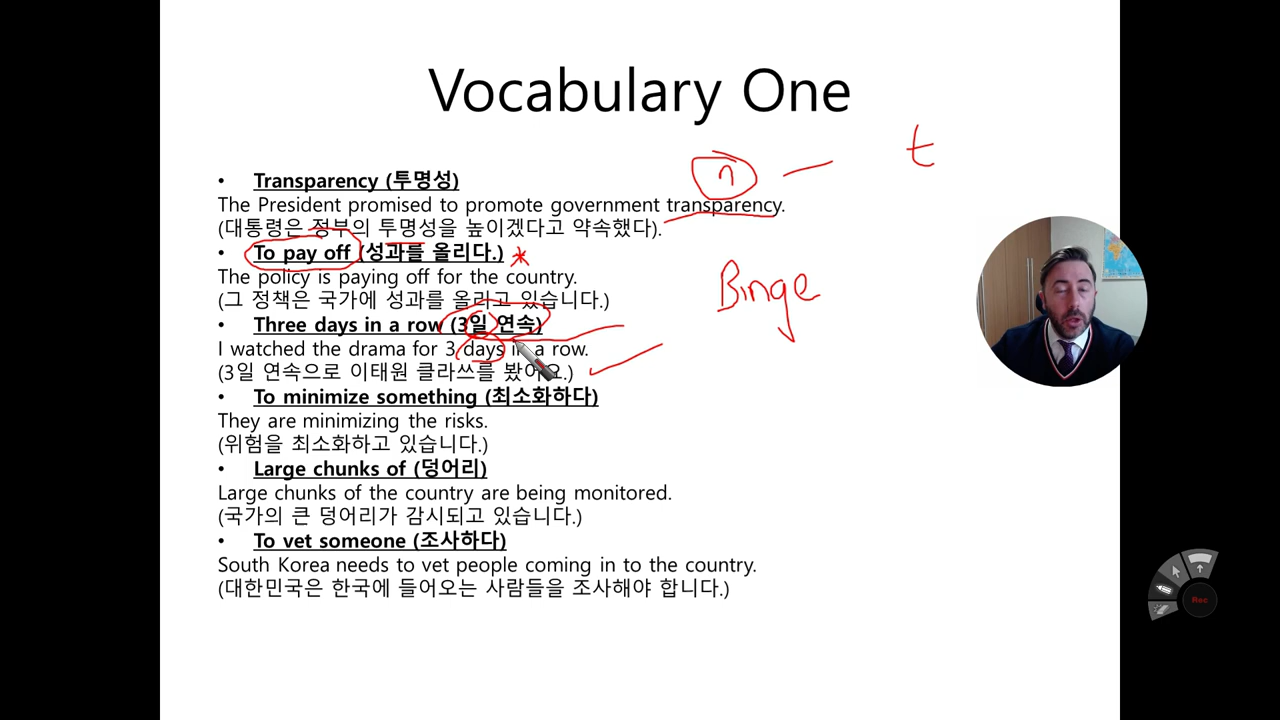 Vocabulary One
n
t
• Transparency (투명성)
The President promised to promote government transparency.
(대통령은 정부의 투명성을 높이겠다고 약속했다).
• To pay off (성과를 올리다.)
The policy is paying off for the country.
(그 정책은 국가에 성과를 올리고 있습니다.)
Binge
• Three days in a row (3일 연속)
I watched the drama for 3 days in a row.
(3일 연속으로 이태원 클라쓰를 봤어요.)
• To minimize something (최소화하다)
They are minimizing the risks.
(위험을 최소화하고 있습니다.)
• Large chunks of (덩어리)
Large chunks of the country are being monitored.
(국가의 큰 덩어리가 감시되고 있습니다.)
• To vet someone (조사하다)
South Korea needs to vet people coming in to the country.
(대한민국은 한국에 들어오는 사람들을 조사해야 합니다.)
Rec